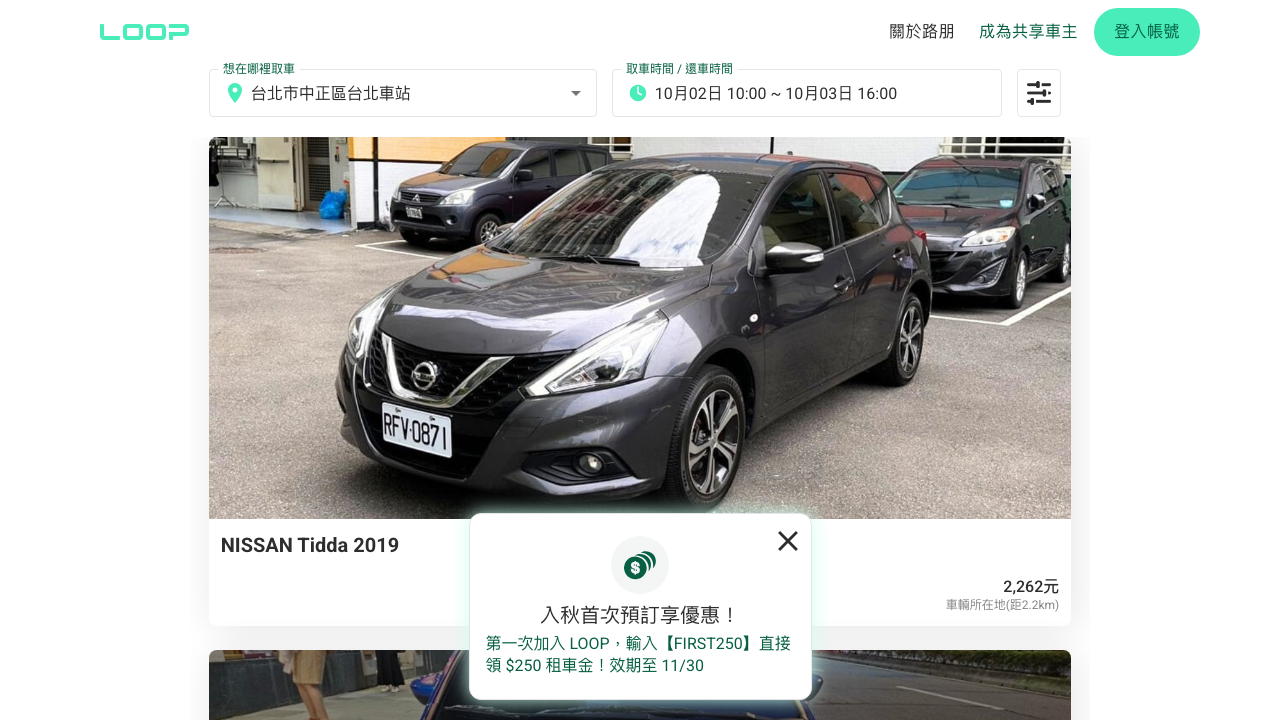 LOOP
關於路朋
成為共享車主
登入帳號
想在哪裡取車
台北市中正區台北車站
取車時間 / 還車時間
10月02日 10:00 ~ 10月03日 16:00
RFV-0871
NISSAN Tidda 2019
2,262元
車輛所在地(距2.2km)
$
入秋首次預訂享優惠！
第一次加入 LOOP，輸入【FIRST250】直接
領 $250 租車金！效期至 11/30